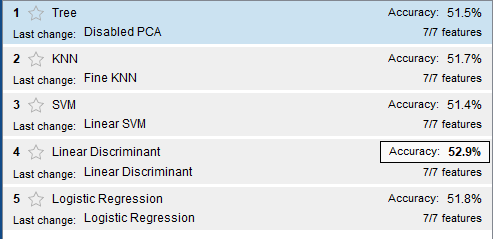 1 Tree Accuracy: 51.5%
Last change: Disabled PCA 7/7 features
2 KNN Accuracy: 51.7%
Last change: Fine KNN 7/7 features
3 SVM Accuracy: 51.4%
Last change: Linear SVM 7/7 features
4 Linear Discriminant Accuracy: 52.9%
Last change: Linear Discriminant 7/7 features
5 Logistic Regression Accuracy: 51.8%
Last change: Logistic Regression 7/7 features